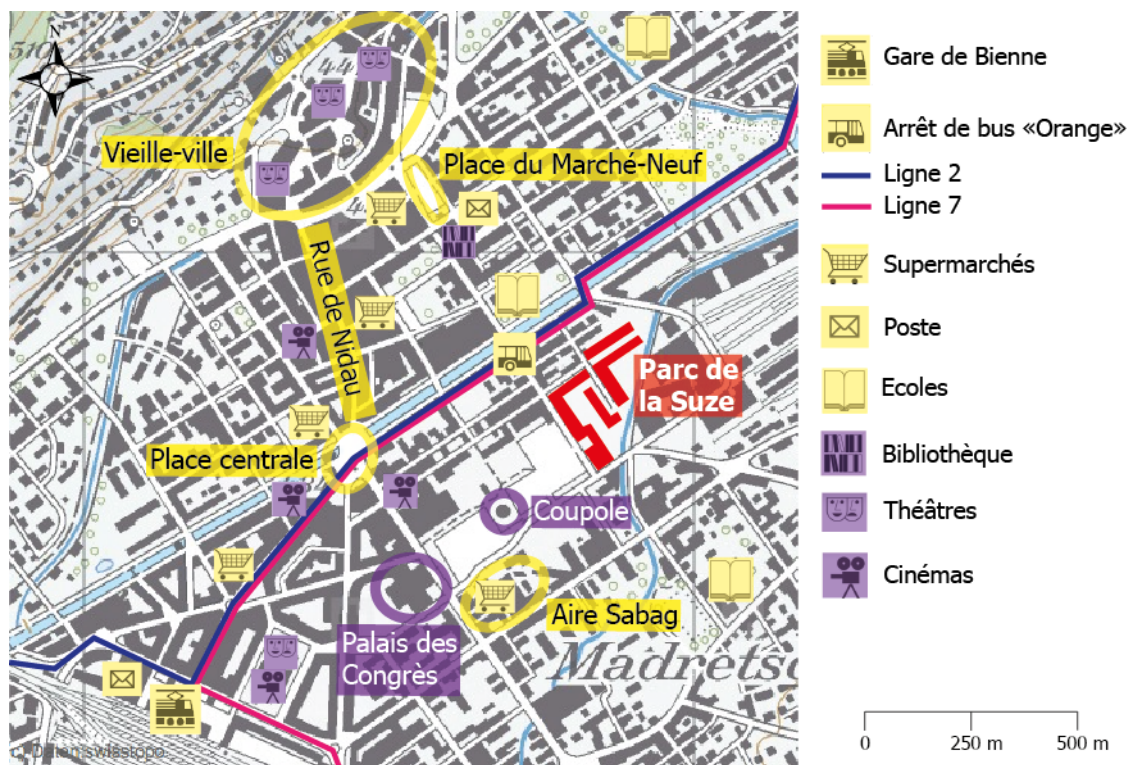 N
510
44
Vieille-ville
Place du Marché-Neuf
Rue de Nidau
Parc de
la Suze
Place centrale
Coupole
Aire Sabag
Palais des
Congrès
Gare de Bienne
Arrêt de bus «Orange»
Ligne 2
Ligne 7
Supermarchés
Poste
Ecoles
Bibliothèque
Théâtres
Cinémas
0 250 m 500 m